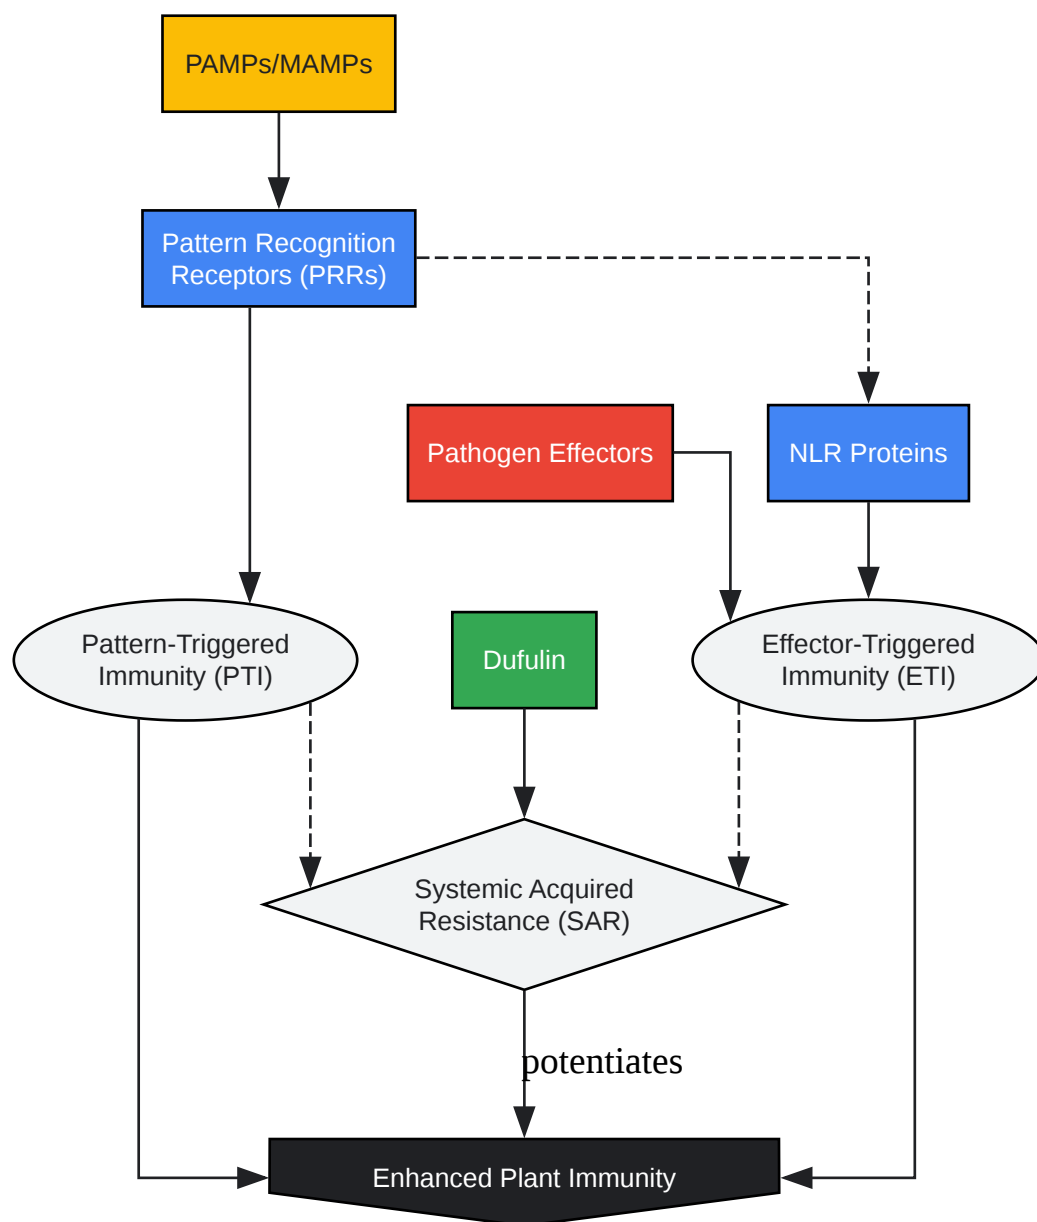 PAMPs/MAMPs
Pattern Recognition
Receptors (PRRs)
Pathogen Effectors
NLR Proteins
Pattern-Triggered
Immunity (PTI)
Dufulin
Effector-Triggered
Immunity (ETI)
Systemic Acquired
Resistance (SAR)
potentiates
Enhanced Plant Immunity